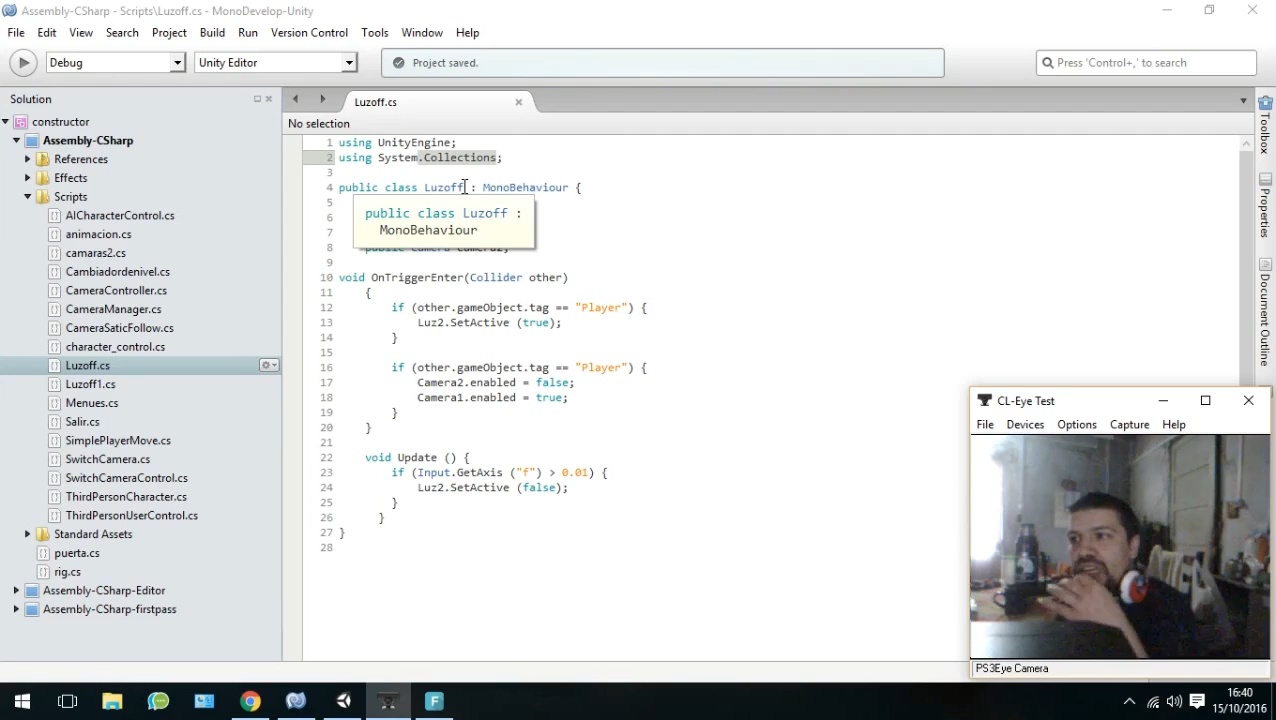 Assembly-CSharp - Scripts\Luzoff.cs - MonoDevelop-Unity
File Edit View Search Project Build Run Version Control Tools Window Help
Debug
Unity Editor
Project saved.
Press 'Control+,' to search
Solution
constructor
Assembly-CSharp
References
Effects
Scripts
AICharacterControl.cs
animacion.cs
camaras2.cs
Cambiadordenivel.cs
CameraController.cs
CameraManager.cs
CameraSaticFollow.cs
character_control.cs
Luzoff.cs
Luzoff1.cs
Menues.cs
Salir.cs
SimplePlayerMove.cs
SwitchCamera.cs
SwitchCameraControl.cs
ThirdPersonCharacter.cs
ThirdPersonUserControl.cs
Standard Assets
puerta.cs
rig.cs
Assembly-CSharp-Editor
Assembly-CSharp-firstpass
Luzoff.cs
No selection
1 using UnityEngine;
2 using System.Collections;
3
4 public class Luzoff : MonoBehaviour {
5
6
7
8
public class Luzoff :
MonoBehaviour
9
10 void OnTriggerEnter(Collider other)
11 {
12 if (other.gameObject.tag == "Player") {
13 Luz2.SetActive (true);
14 }
15
16 if (other.gameObject.tag == "Player") {
17 Camera2.enabled = false;
18 Camera1.enabled = true;
19 }
20 }
21
22 void Update () {
23 if (Input.GetAxis ("f") > 0.01) {
24 Luz2.SetActive (false);
25 }
26 }
27 }
28
Toolbox
Properties
Document Outline
CL-Eye Test
File Devices Options Capture Help
PS3Eye Camera
F
16:40
15/10/2016